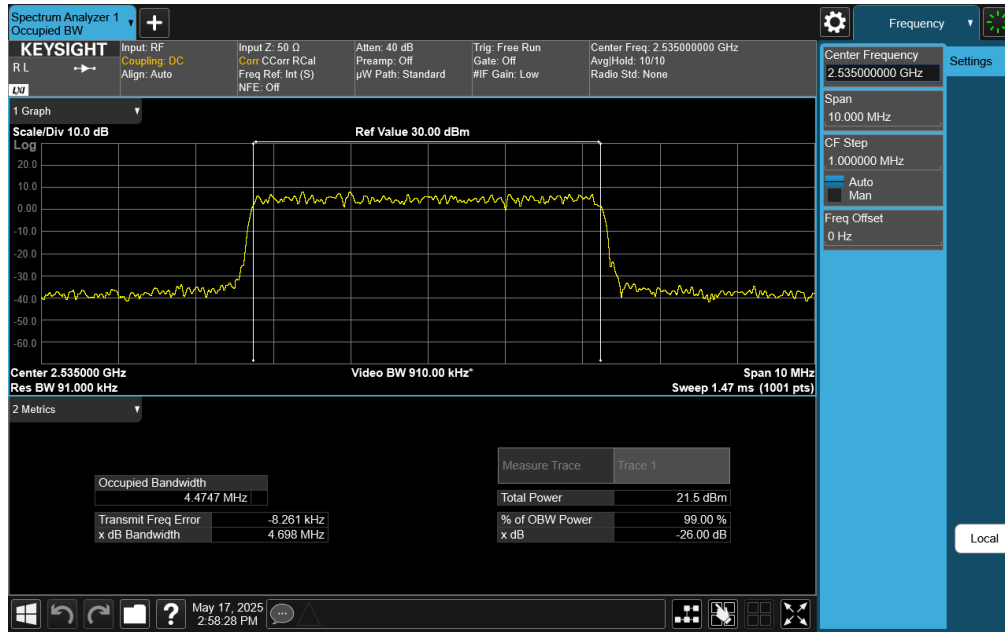 Spectrum Analyzer 1
Occupied BW
Frequency
KEYSIGHT
R L
LXI
Input: RF
Coupling: DC
Align: Auto
Input Z: 50 Ω
Corr CCorr RCal
Freq Ref: Int (S)
NFE: Off
Atten: 40 dB
Preamp: Off
µW Path: Standard
Trig: Free Run
Gate: Off
#IF Gain: Low
Center Freq: 2.535000000 GHz
Avg|Hold: 10/10
Radio Std: None
Center Frequency
2.535000000 GHz
Settings
Span
10.000 MHz
CF Step
1.000000 MHz
Auto
Man
Freq Offset
0 Hz
1 Graph
Scale/Div 10.0 dB
Ref Value 30.00 dBm
Log
20.0
10.0
0.00
-10.0
-20.0
-30.0
-40.0
-50.0
-60.0
Center 2.535000 GHz
Video BW 910.00 kHz*
Span 10 MHz
Res BW 91.000 kHz
Sweep 1.47 ms (1001 pts)
2 Metrics
Measure Trace Trace 1
Occupied Bandwidth
4.4747 MHz
Total Power 21.5 dBm
Transmit Freq Error -8.261 kHz
% of OBW Power 99.00 %
x dB Bandwidth 4.698 MHz
x dB -26.00 dB
Local
?
May 17, 2025
2:58:28 PM